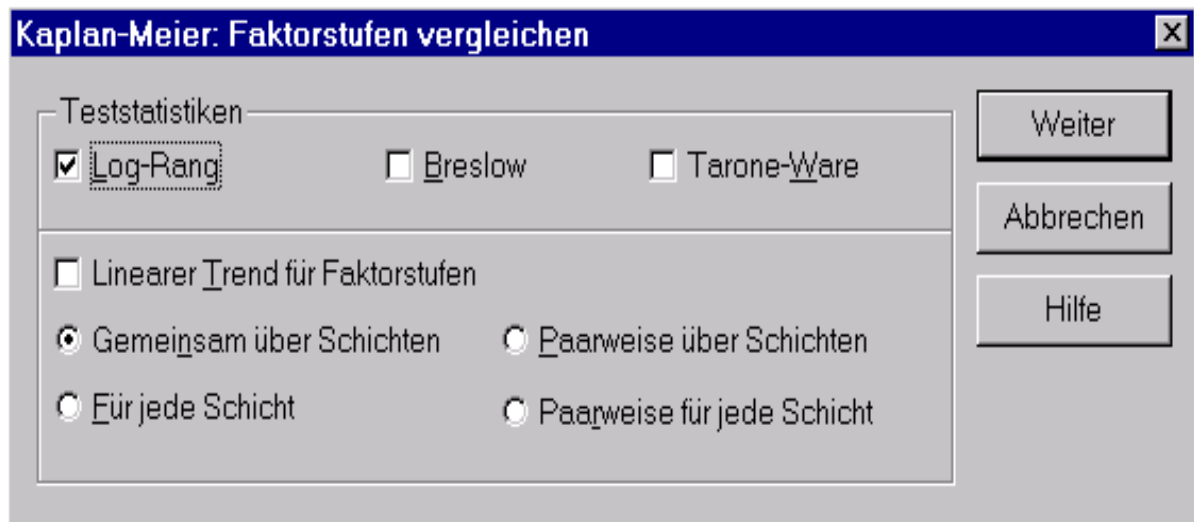 Kaplan-Meier: Faktorstufen vergleichen
Teststatistiken
Log-Rang
Breslow
Tarone-Ware
Linearer Trend für Faktorstufen
Gemeinsam über Schichten
Paarweise über Schichten
Für jede Schicht
Paarweise für jede Schicht
Weiter
Abbrechen
Hilfe